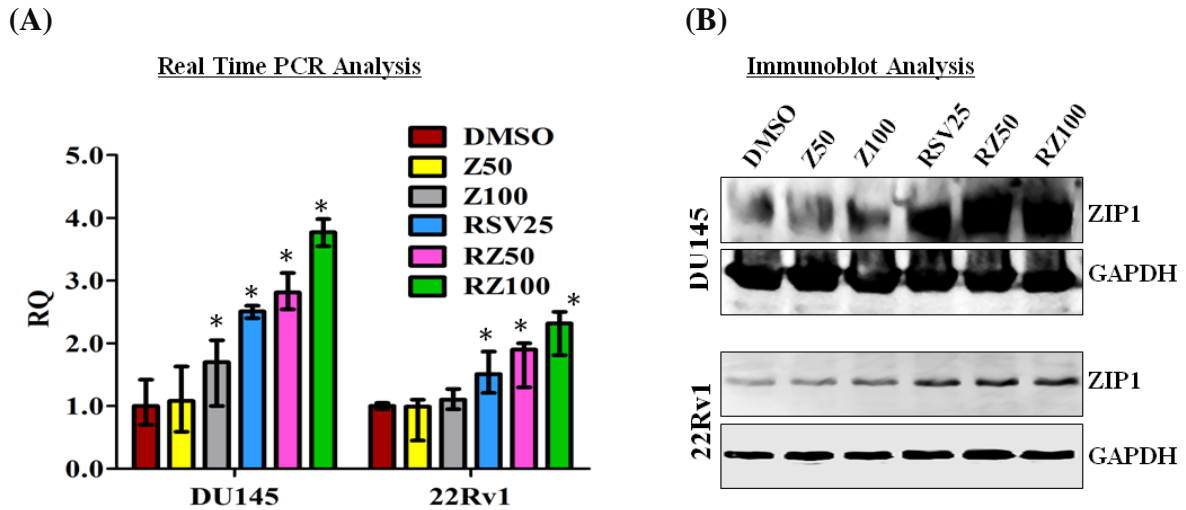 (A)
Real Time PCR Analysis
DMSO
Z50
Z100
RSV25
RZ50
RZ100
5.0
4.0
3.0
2.0
1.0
0.0
RQ
* * * *
* * *
DU145 22Rv1
(B)
Immunoblot Analysis
DMSO Z50 Z100 RSV25 RZ50 RZ100
DU145
ZIP1
GAPDH
22Rv1
ZIP1
GAPDH